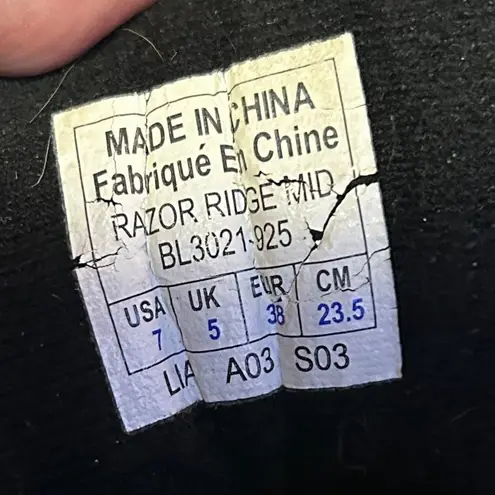 MADE IN CHINA
Fabriqué En Chine
RAZOR RIDGE MID
BL3021-925
USA UK EUR CM
7 5 38 23.5
LIA A03 S03